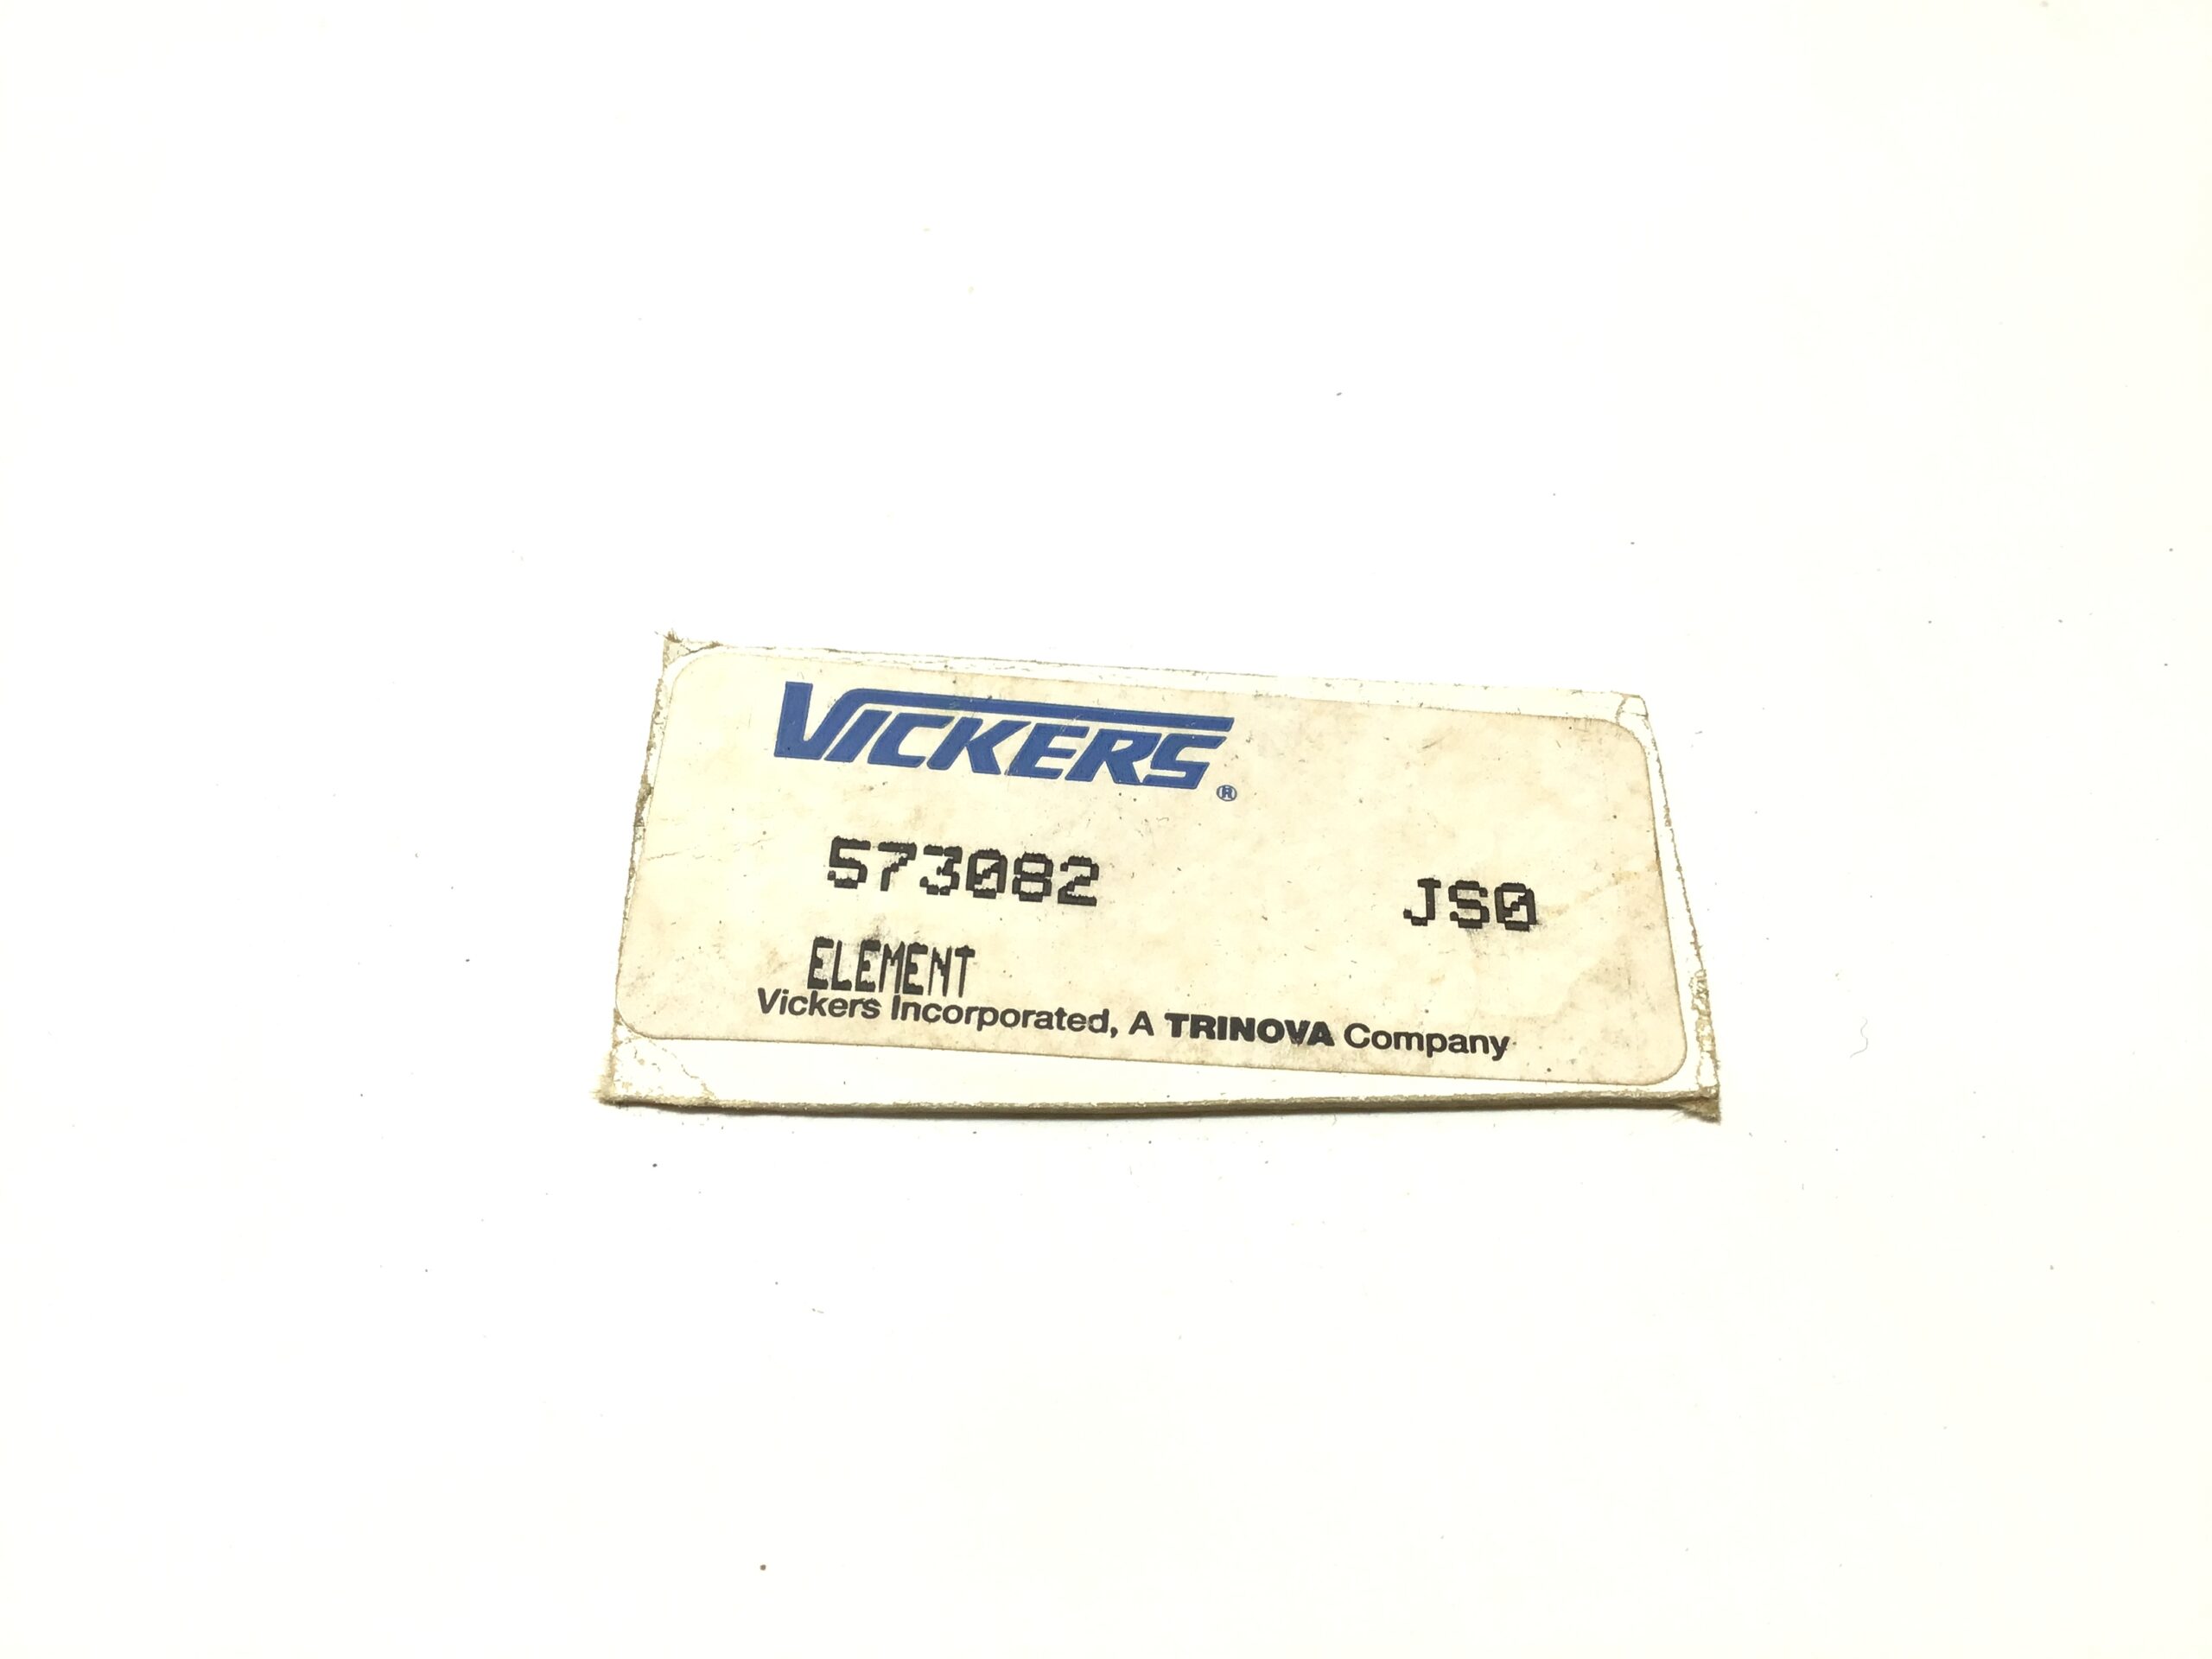 VICKERS®
573082 JS0
ELEMENT
Vickers Incorporated, A TRINOVA Company